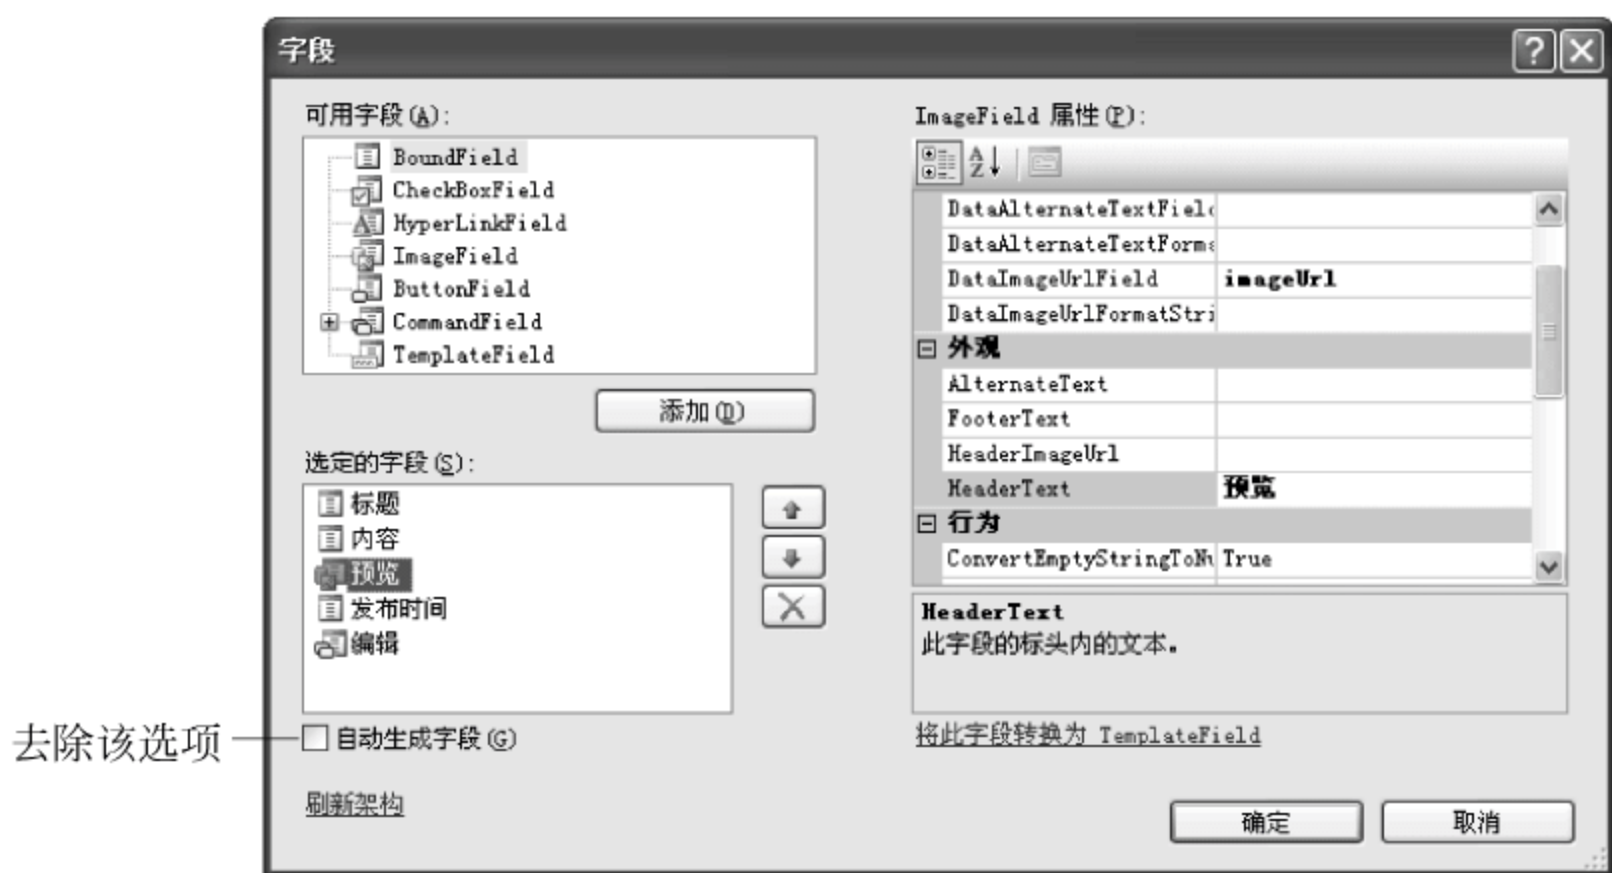 字段
可用字段(A):
BoundField
CheckBoxField
HyperLinkField
ImageField
ButtonField
CommandField
TemplateField
添加(D)
选定的字段(S):
标题
内容
预览
发布时间
编辑
去除该选项
自动生成字段(G)
刷新架构
ImageField 属性(P):
DataAlternateTextField
DataAlternateTextForma
DataImageUrlField imageUrl
DataImageUrlFormatStri
外观
AlternateText
FooterText
HeaderImageUrl
HeaderText 预览
行为
ConvertEmptyStringToNu True
HeaderText
此字段的标头内的文本。
将此字段转换为 TemplateField
确定
取消